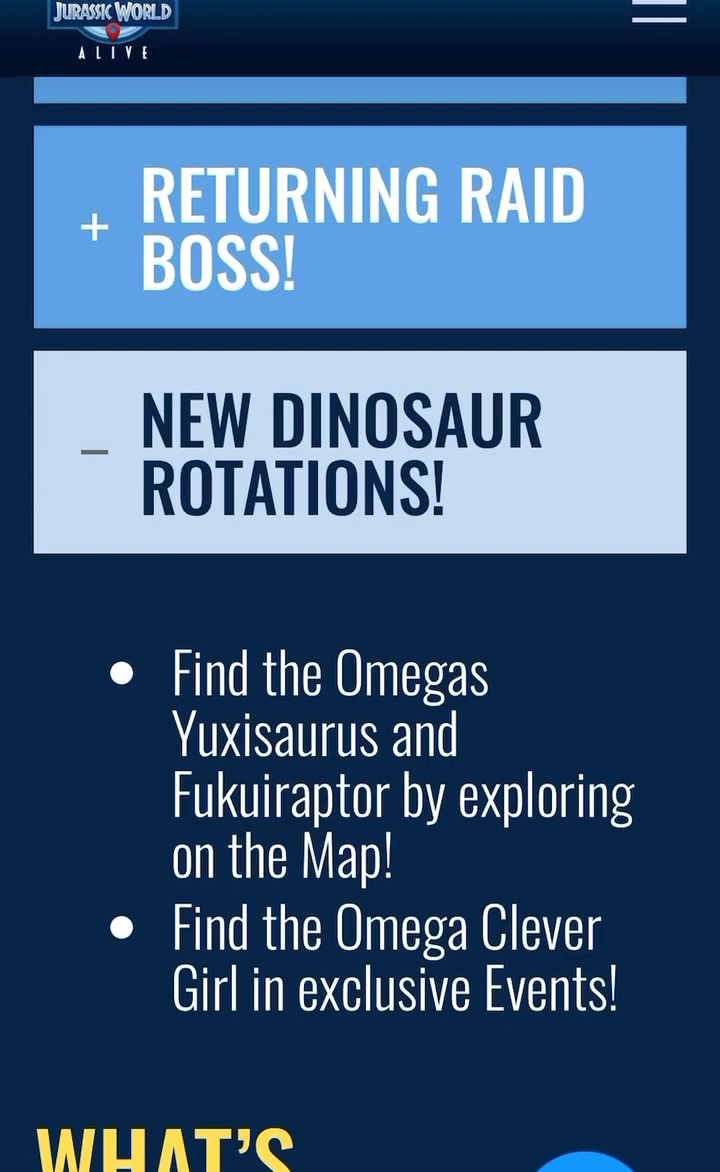 JURASSIC WORLD
ALIVE
+ RETURNING RAID
BOSS!
– NEW DINOSAUR
ROTATIONS!
• Find the Omegas
Yuxisaurus and
Fukuiraptor by exploring
on the Map!
• Find the Omega Clever
Girl in exclusive Events!
WHAT'S